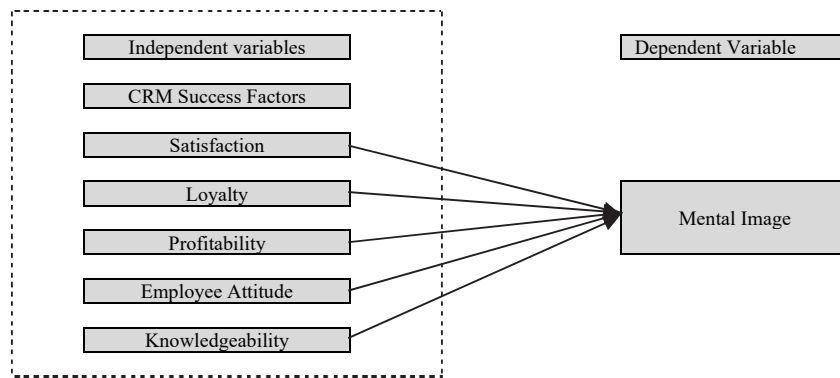 Independent variables
Dependent Variable
CRM Success Factors
Satisfaction
Loyalty
Profitability
Employee Attitude
Knowledgeability
Mental Image